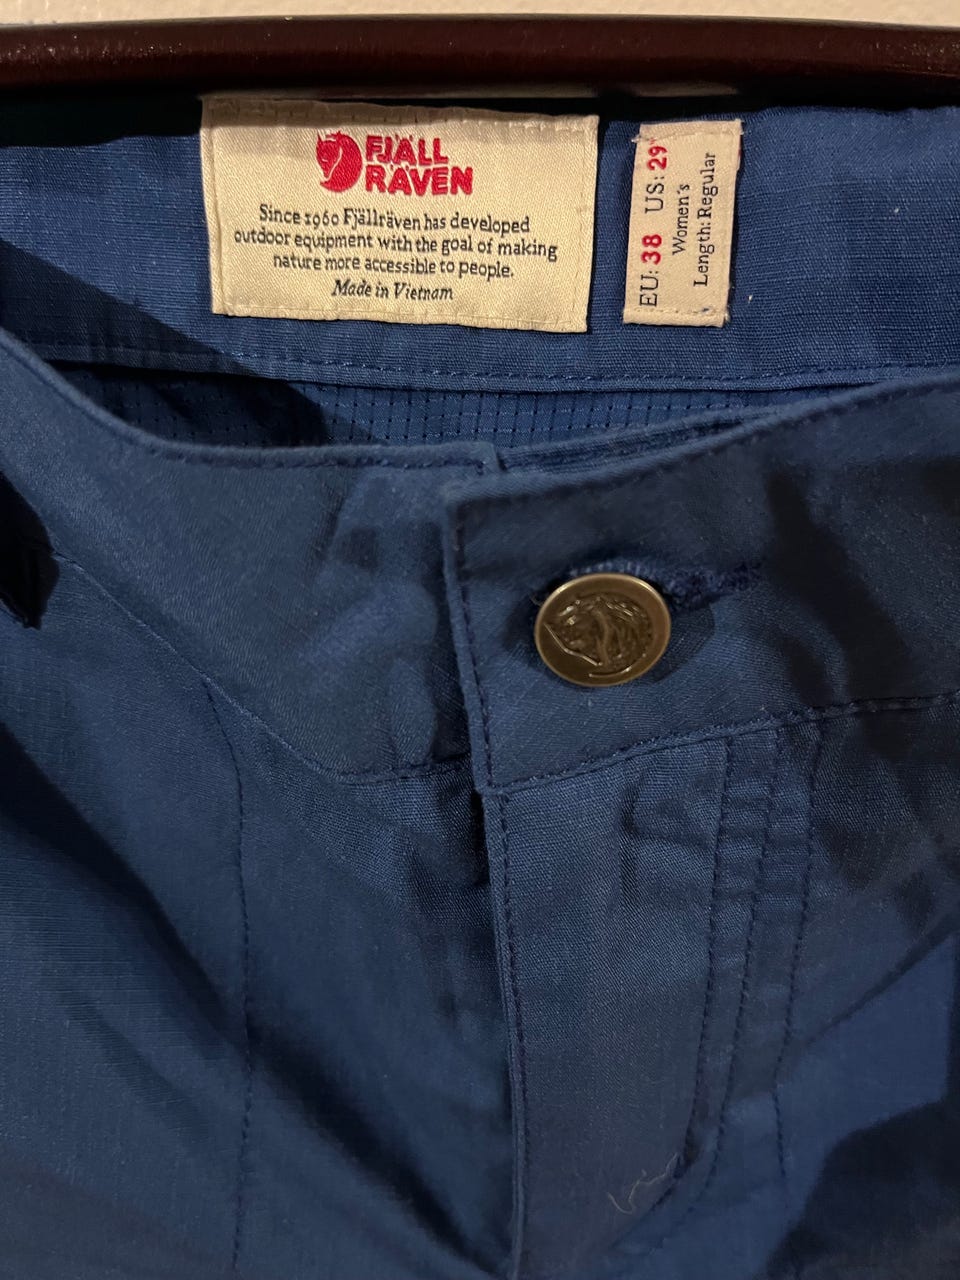 FJÄLL
RÄVEN
Since 1960 Fjällräven has developed
outdoor equipment with the goal of making
nature more accessible to people.
Made in Vietnam
EU: 38 US: 29"
Women's
Length: Regular